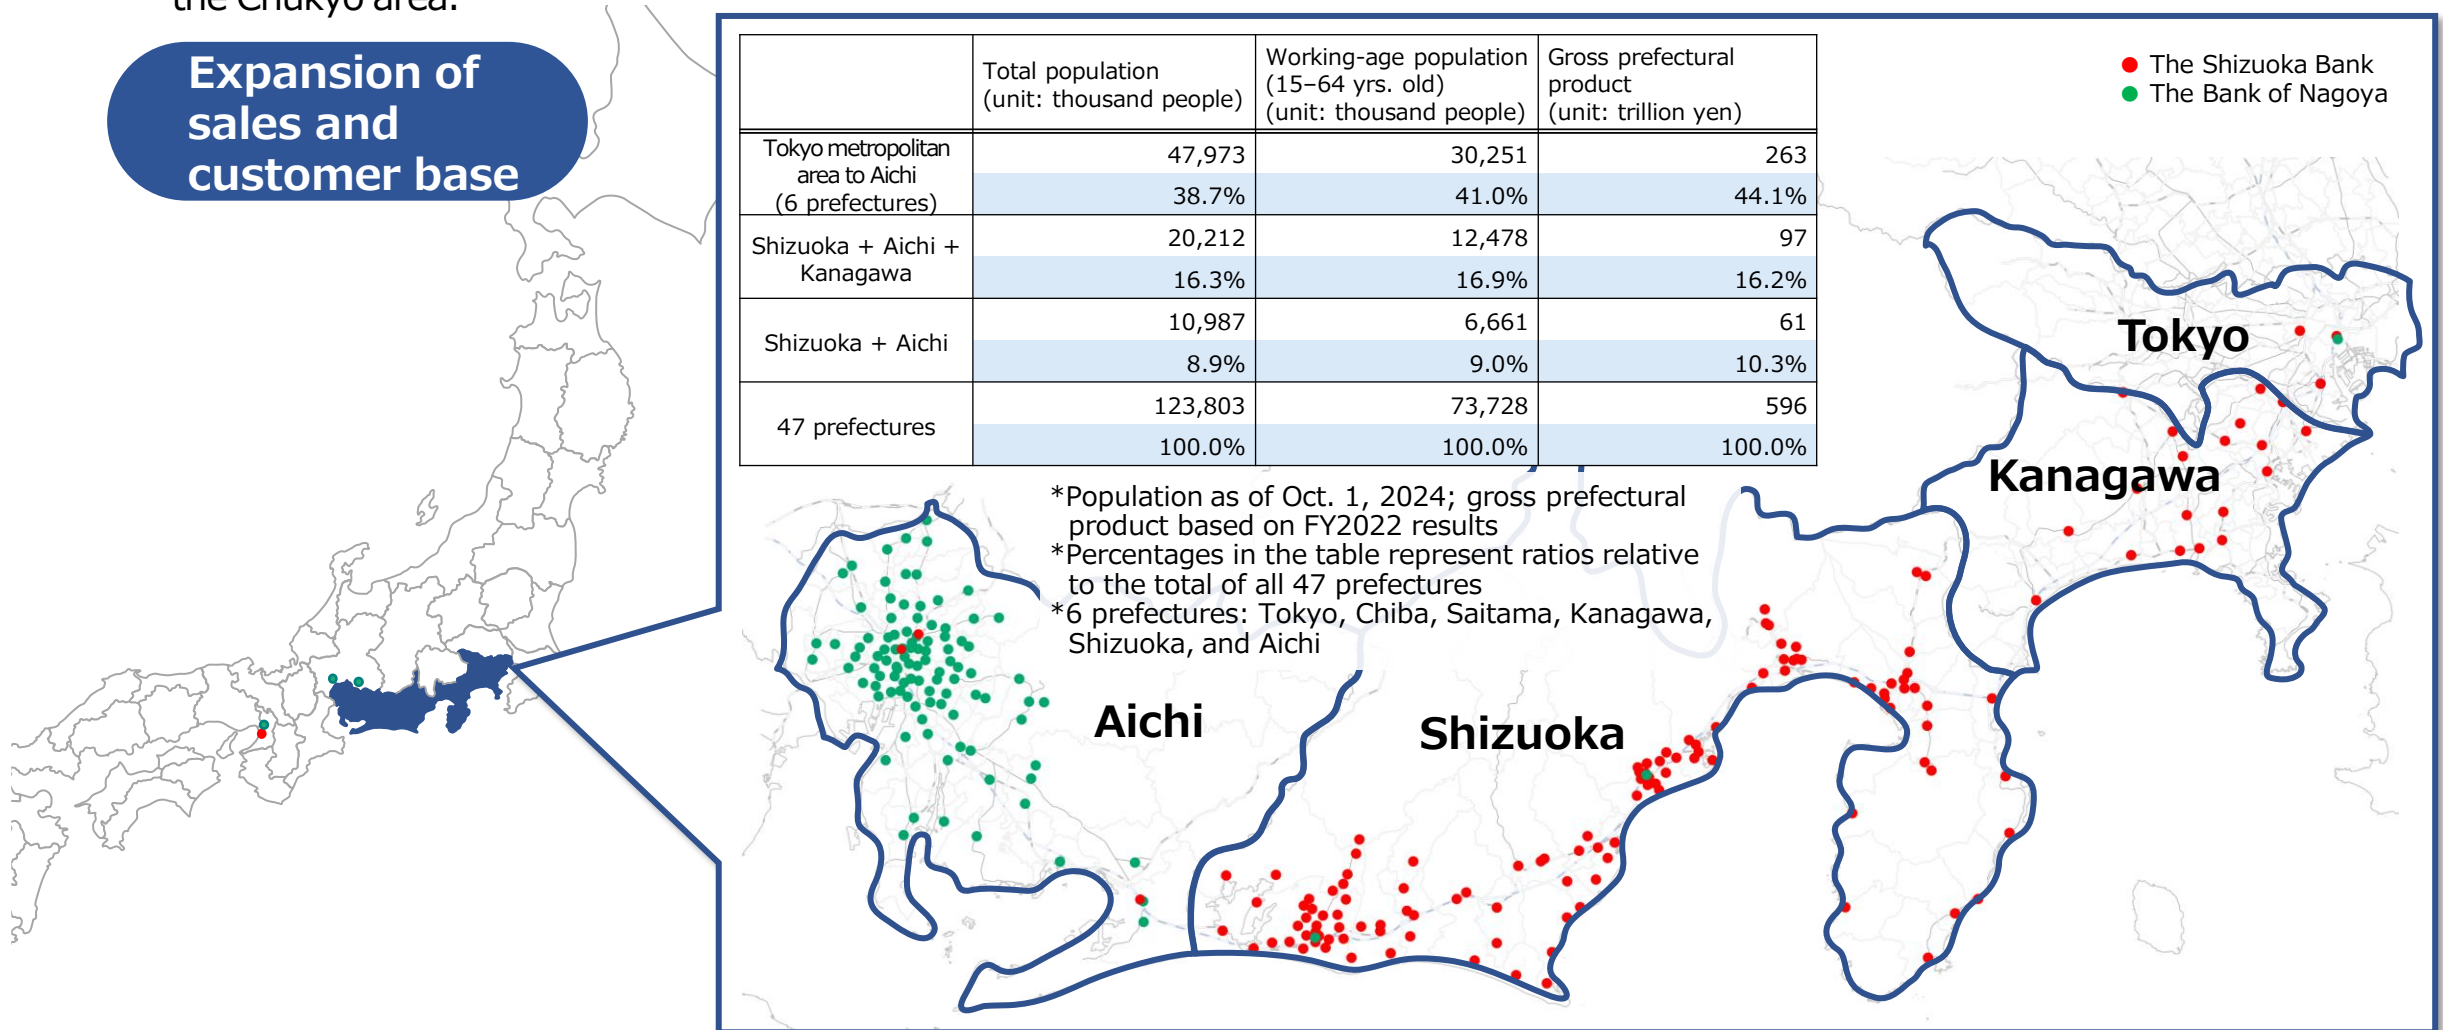 the Chukyo area.
Expansion of
sales and
customer base
Total population
(unit: thousand people)
Working-age population
(15–64 yrs. old)
(unit: thousand people)
Gross prefectural
product
(unit: trillion yen)
Tokyo metropolitan
area to Aichi
(6 prefectures)
47,973
30,251
263
38.7%
41.0%
44.1%
Shizuoka + Aichi +
Kanagawa
20,212
12,478
97
16.3%
16.9%
16.2%
Shizuoka + Aichi
10,987
6,661
61
8.9%
9.0%
10.3%
47 prefectures
123,803
73,728
596
100.0%
100.0%
100.0%
*Population as of Oct. 1, 2024; gross prefectural
product based on FY2022 results
*Percentages in the table represent ratios relative
to the total of all 47 prefectures
*6 prefectures: Tokyo, Chiba, Saitama, Kanagawa,
Shizuoka, and Aichi
The Shizuoka Bank
The Bank of Nagoya
Tokyo
Kanagawa
Aichi
Shizuoka